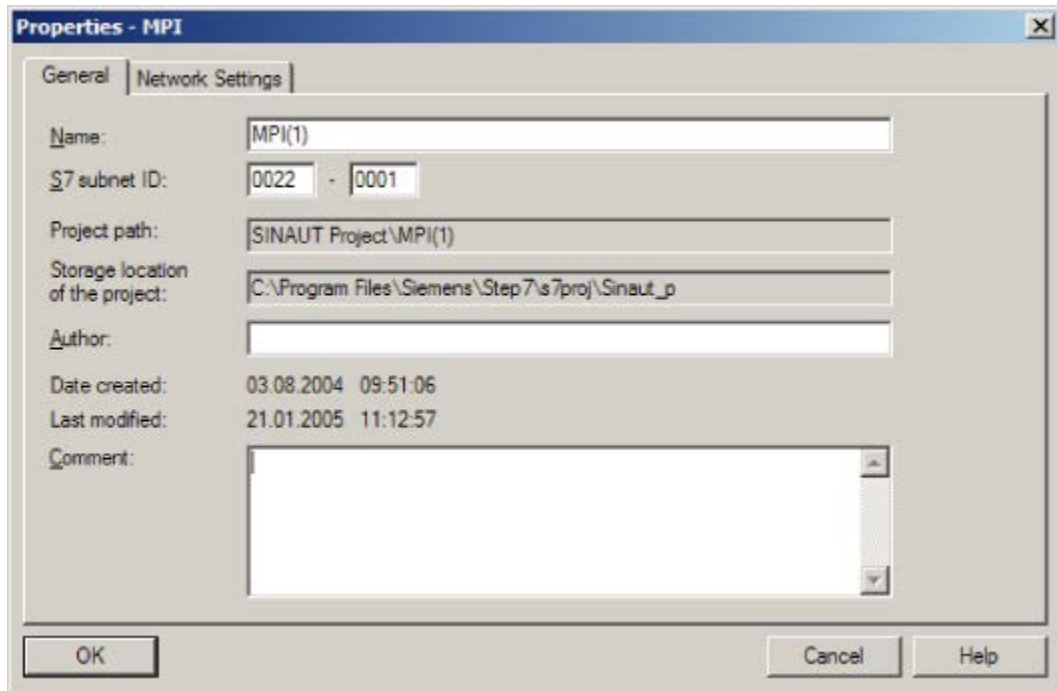 Properties - MPI
General Network Settings
Name: MPI(1)
S7 subnet ID: 0022 - 0001
Project path: SINAUT Project\MPI(1)
Storage location
of the project: C:\Program Files\Siemens\Step7\s7proj\Sinaut_p
Author:
Date created: 03.08.2004 09:51:06
Last modified: 21.01.2005 11:12:57
Comment:
OK Cancel Help